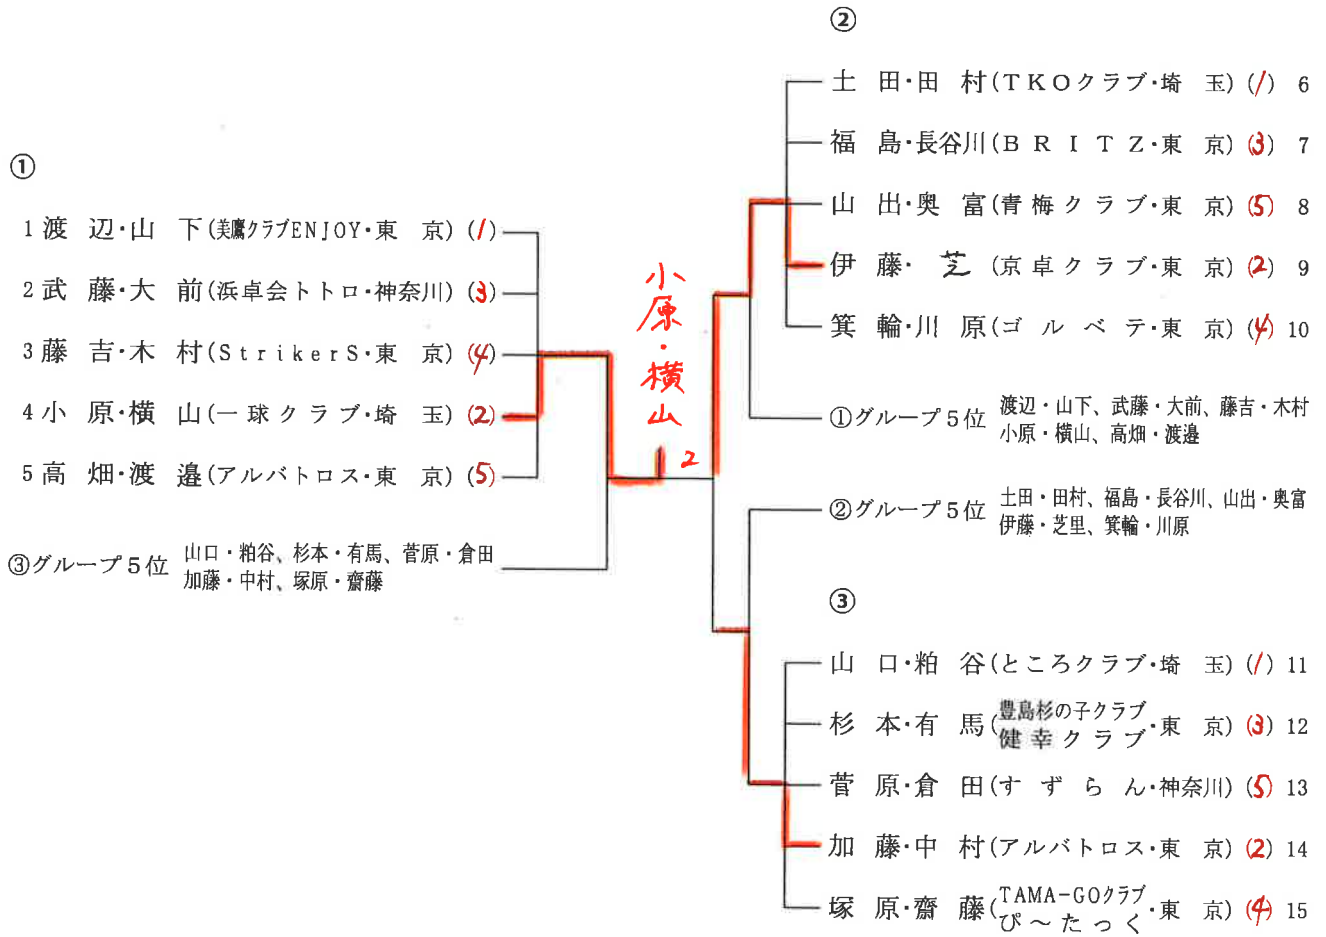 ①
1 渡 辺・山 下(美鷹クラブENJOY・東 京)(1)
2 武 藤・大 前(浜卓会トトロ・神奈川)(3)
3 藤 吉・木 村(StrikerS・東 京)(4)
4 小 原・横 山(一球クラブ・埼 玉)(2)
5 高 畑・渡 邉(アルバトロス・東 京)(5)
③グループ5位 山口・粕谷、杉本・有馬、菅原・倉田
加藤・中村、塚原・齋藤
小原・横山
2
②
土 田・田 村(TKOクラブ・埼 玉)(1) 6
福 島・長谷川(BRITZ・東 京)(3) 7
山 出・奥 富(青梅クラブ・東 京)(5) 8
伊 藤・芝 (京卓クラブ・東 京)(2) 9
箕 輪・川 原(ゴルベテ・東 京)(4) 10
①グループ5位 渡辺・山下、武藤・大前、藤吉・木村
小原・横山、高畑・渡邉
②グループ5位 土田・田村、福島・長谷川、山出・奥富
伊藤・芝里、箕輪・川原
③
山 口・粕 谷(ところクラブ・埼 玉)(1) 11
杉 本・有 馬(豊島杉の子クラブ
健幸クラブ・東 京)(3) 12
菅 原・倉 田(すずらん・神奈川)(5) 13
加 藤・中 村(アルバトロス・東 京)(2) 14
塚 原・齋 藤(TAMA-GOクラブ
ぴ～たっく・東 京)(4) 15